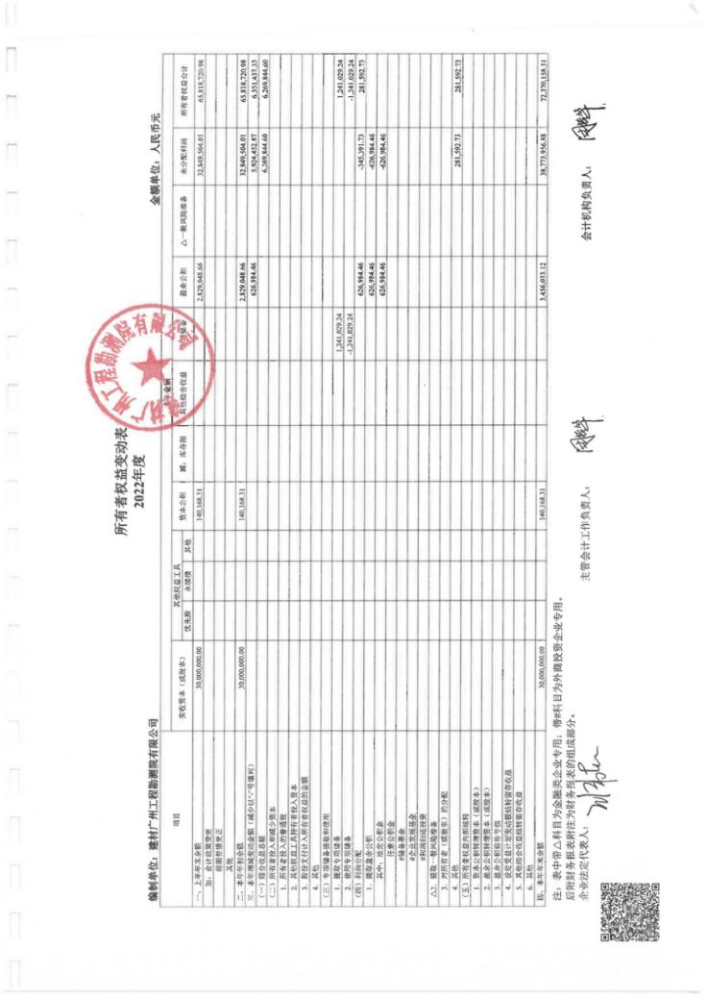 所有者权益变动表
2022年度
编制单位：建材广州工程勘测院有限公司 金额单位：人民币元
项目 本年金额
实收资本（或股本） 其他权益工具 资本公积 减：库存股 其他综合收益 盈余公积 △一般风险准备 未分配利润 所有者权益合计
优先股 永续债 其他
一、上年年末余额 30,000,000.00 140,168.31 2,829,048.66 32,849,504.01 65,818,720.98
加：会计政策变更
前期差错更正
其他
二、本年年初余额 30,000,000.00 140,168.31 2,829,048.66 32,849,504.01 65,818,720.98
三、本年增减变动金额（减少以“-”号填列） 626,984.46 5,924,452.87 6,551,437.33
（一）综合收益总额 6,269,844.60 6,269,844.60
（二）所有者投入和减少资本
1. 所有者投入的普通股
2. 其他权益工具持有者投入资本
3. 股份支付计入所有者权益的金额
4. 其他
（三）专项储备提取和使用
1. 提取专项储备 1,241,029.24 1,241,029.24
2. 使用专项储备 -1,241,029.24 -1,241,029.24
（四）利润分配 626,984.46 -345,391.73 281,592.73
1. 提取盈余公积 626,984.46 -626,984.46
其中：法定公积金 626,984.46 -626,984.46
任意公积金
#储备基金
#企业发展基金
#利润归还投资
△2. 提取一般风险准备
3. 对所有者（或股东）的分配
4. 其他 281,592.73 281,592.73
（五）所有者权益内部结转
1. 资本公积转增资本（或股本）
2. 盈余公积转增资本（或股本）
3. 盈余公积弥补亏损
4. 设定受益计划变动额结转留存收益
5. 其他综合收益结转留存收益
6. 其他
四、本年年末余额 30,000,000.00 140,168.31 3,456,033.12 38,773,956.88 72,370,158.31
注：表中带△科目为金融类企业专用；带#科目为外商投资企业专用。
后附财务报表附注为财务报表的组成部分。
企业法定代表人： 主管会计工作负责人： 会计机构负责人：